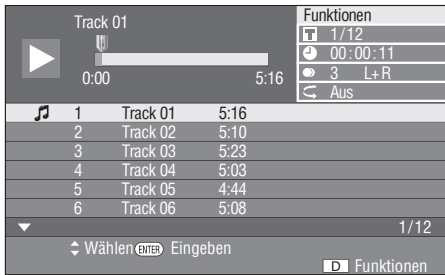 Track 01
0:00 5:16
Funktionen
T 1/12
00:00:11
3 L+R
Aus
1 Track 01 5:16
2 Track 02 5:10
3 Track 03 5:23
4 Track 04 5:03
5 Track 05 4:44
6 Track 06 5:08
1/12
Wählen ENTER Eingeben
D Funktionen